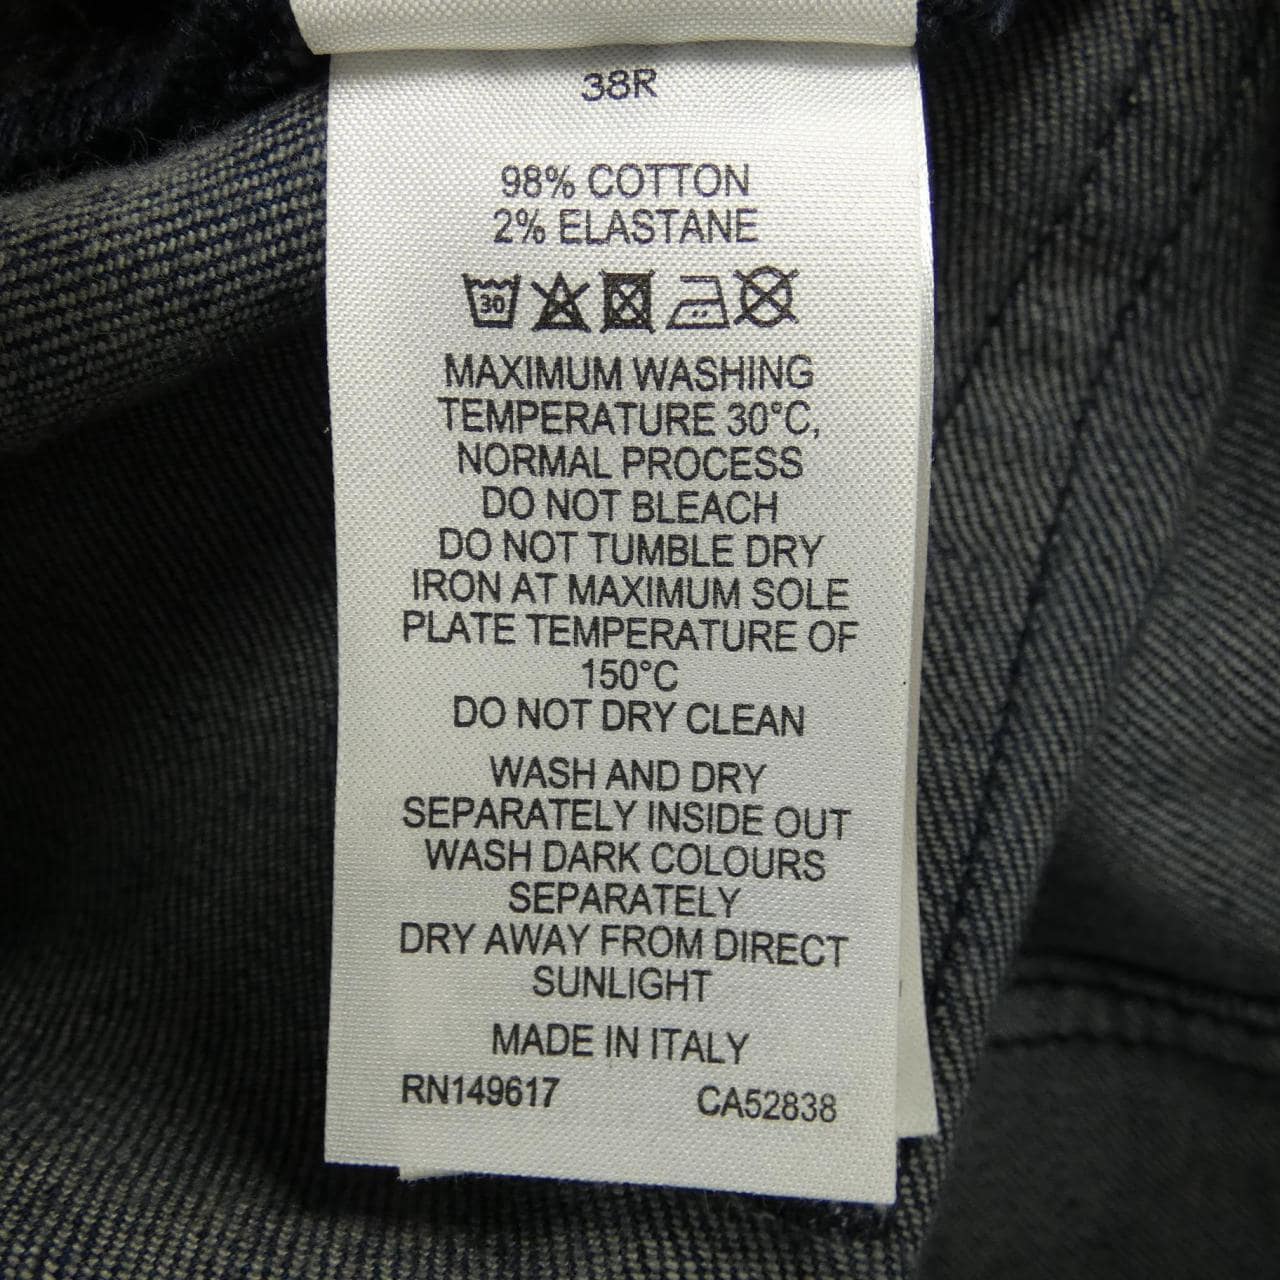 38R
98% COTTON
2% ELASTANE
30
MAXIMUM WASHING
TEMPERATURE 30°C,
NORMAL PROCESS
DO NOT BLEACH
DO NOT TUMBLE DRY
IRON AT MAXIMUM SOLE
PLATE TEMPERATURE OF
150°C
DO NOT DRY CLEAN
WASH AND DRY
SEPARATELY INSIDE OUT
WASH DARK COLOURS
SEPARATELY
DRY AWAY FROM DIRECT
SUNLIGHT
MADE IN ITALY
RN149617 CA52838